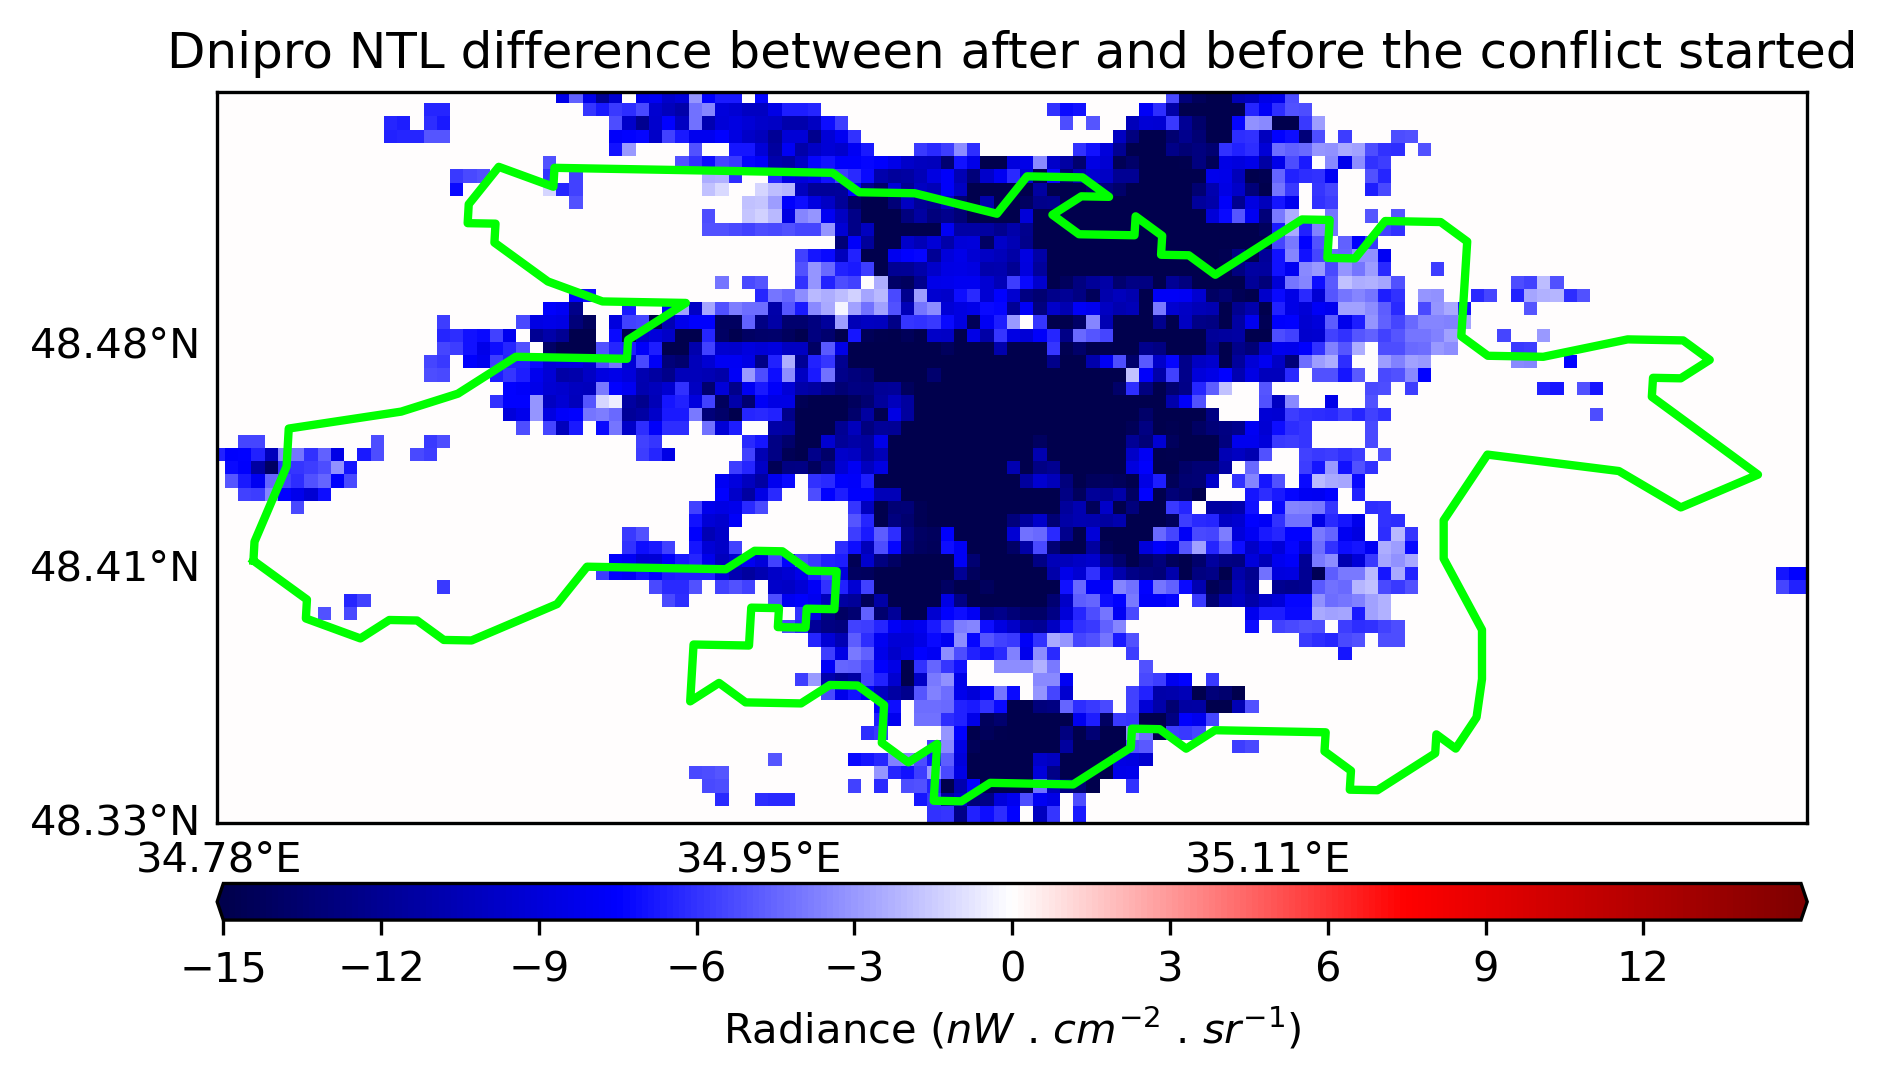 Dnipro NTL difference between after and before the conflict started
48.48°N
48.41°N
48.33°N
34.78°E 34.95°E 35.11°E
−15 −12 −9 −6 −3 0 3 6 9 12
Radiance (nW . cm⁻² . sr⁻¹)